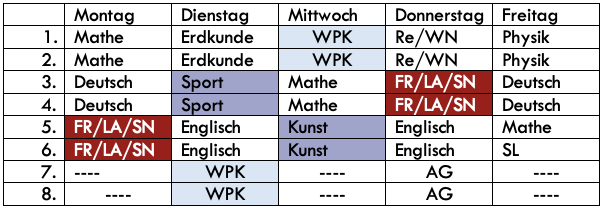 Montag Dienstag Mittwoch Donnerstag Freitag
1. Mathe Erdkunde WPK Re/WN Physik
2. Mathe Erdkunde WPK Re/WN Physik
3. Deutsch Sport Mathe FR/LA/SN Deutsch
4. Deutsch Sport Mathe FR/LA/SN Deutsch
5. FR/LA/SN Englisch Kunst Englisch Mathe
6. FR/LA/SN Englisch Kunst Englisch SL
7. ---- WPK ---- AG ----
8. ---- WPK ---- AG ----